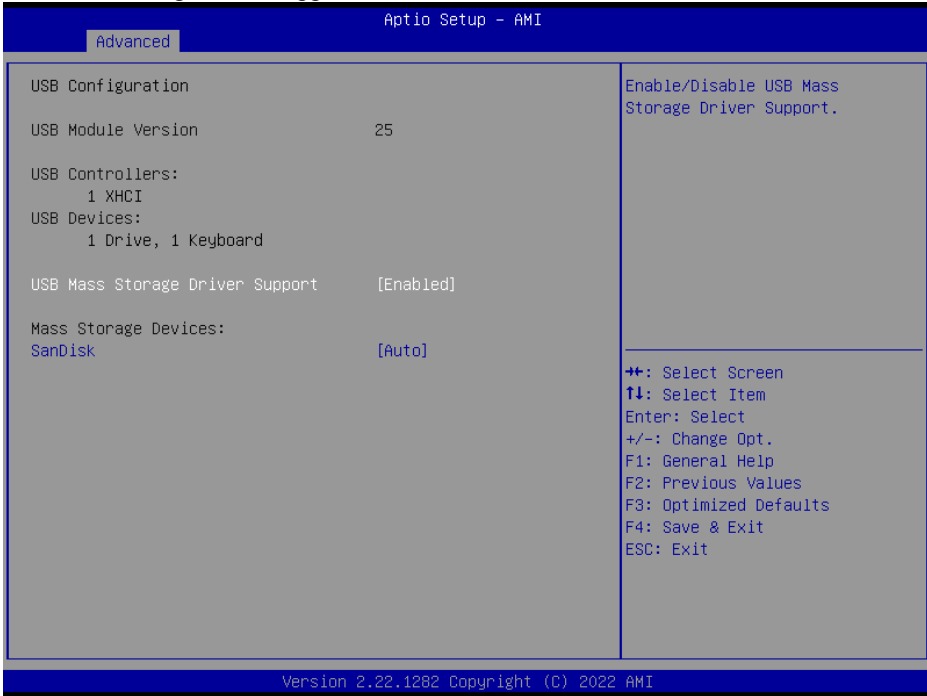 Aptio Setup – AMI
Advanced
USB Configuration
USB Module Version 25
USB Controllers:
1 XHCI
USB Devices:
1 Drive, 1 Keyboard
USB Mass Storage Driver Support [Enabled]
Mass Storage Devices:
SanDisk [Auto]
Enable/Disable USB Mass
Storage Driver Support.
→←: Select Screen
↑↓: Select Item
Enter: Select
+/-: Change Opt.
F1: General Help
F2: Previous Values
F3: Optimized Defaults
F4: Save & Exit
ESC: Exit
Version 2.22.1282 Copyright (C) 2022 AMI